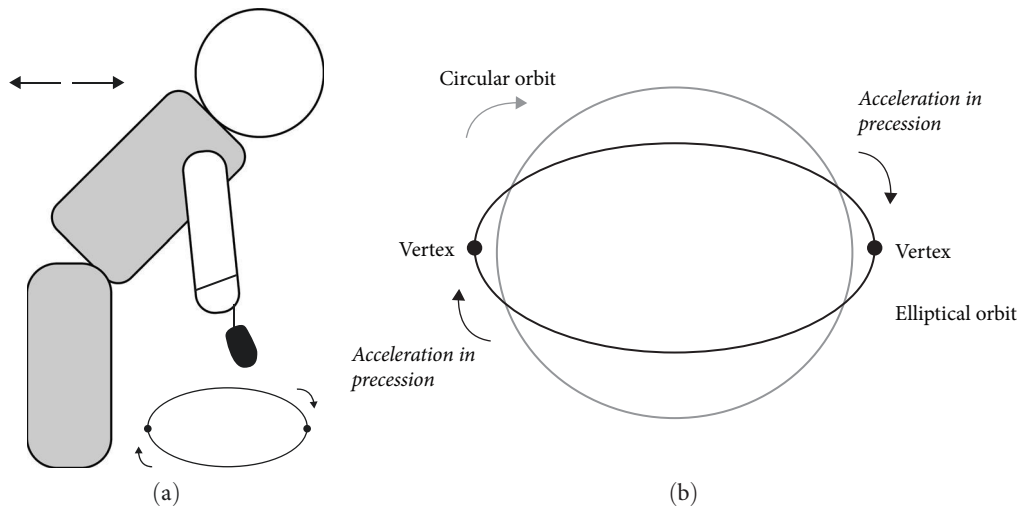 Circular orbit
Acceleration in
precession
Vertex
Vertex
Elliptical orbit
Acceleration in
precession
(a)
(b)